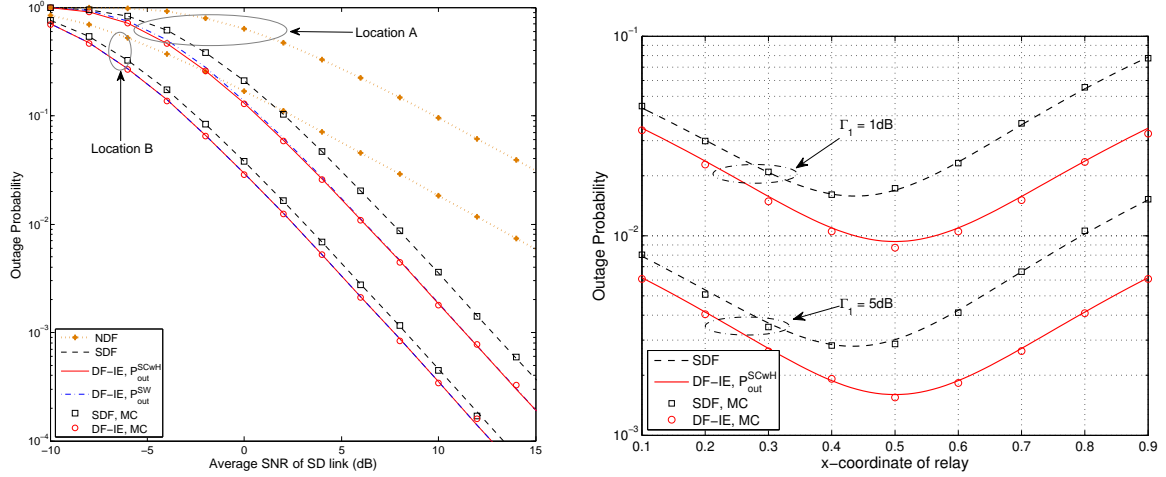 10^0
10^-1
10^-2
10^-3
10^-4
Outage Probability
Location A
Location B
NDF
SDF
DF-IE, P_out^SCwH
DF-IE, P_out^SW
SDF, MC
DF-IE, MC
−10 −5 0 5 10 15
Average SNR of SD link (dB)
10^-1
10^-2
10^-3
Outage Probability
Γ_1 = 1dB
Γ_1 = 5dB
SDF
DF-IE, P_out^SCwH
SDF, MC
DF-IE, MC
0.1 0.2 0.3 0.4 0.5 0.6 0.7 0.8 0.9
x-coordinate of relay